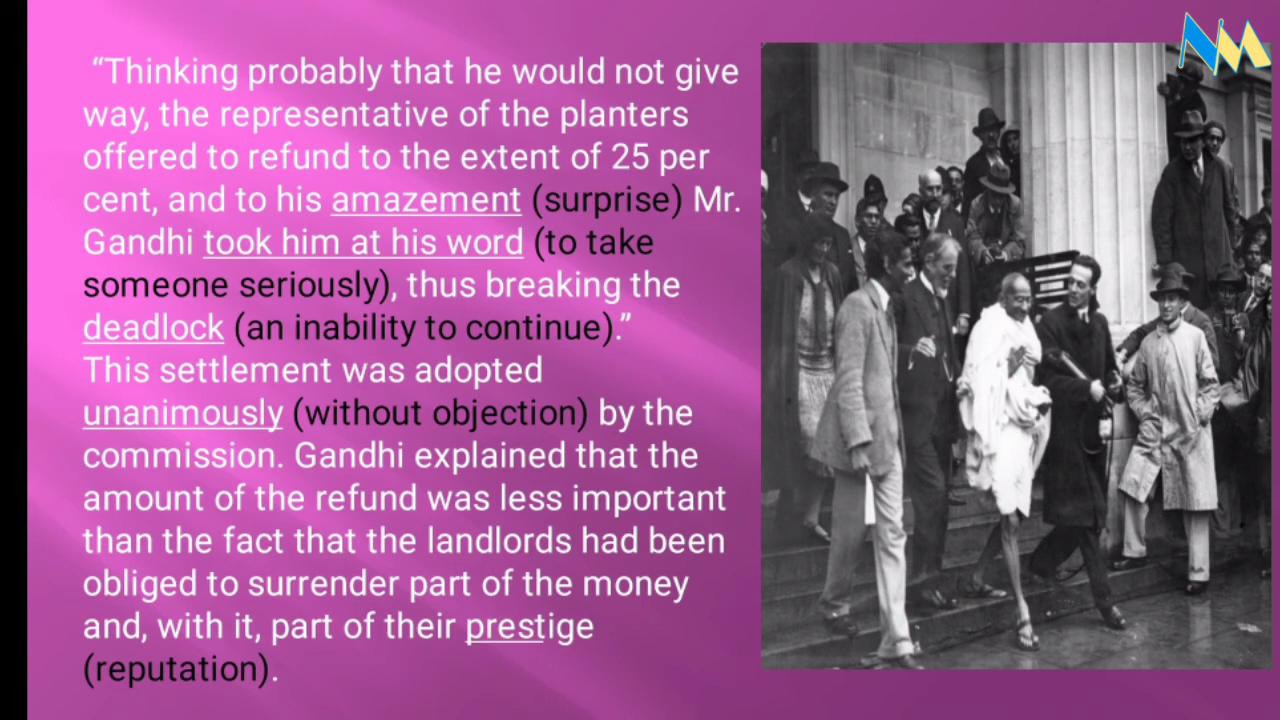 “Thinking probably that he would not give
way, the representative of the planters
offered to refund to the extent of 25 per
cent, and to his amazement (surprise) Mr.
Gandhi took him at his word (to take
someone seriously), thus breaking the
deadlock (an inability to continue).”
This settlement was adopted
unanimously (without objection) by the
commission. Gandhi explained that the
amount of the refund was less important
than the fact that the landlords had been
obliged to surrender part of the money
and, with it, part of their prestige
(reputation).
NM